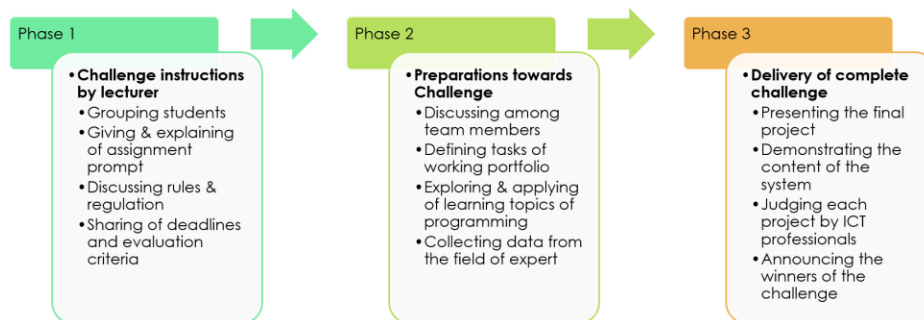 Phase 1
•Challenge instructions
by lecturer
•Grouping students
•Giving & explaining
of assignment
prompt
•Discussing rules &
regulation
•Sharing of deadlines
and evaluation
criteria
Phase 2
•Preparations towards
Challenge
•Discussing among
team members
•Defining tasks of
working portfolio
•Exploring & applying
of learning topics of
programming
•Collecting data from
the field of expert
Phase 3
•Delivery of complete
challenge
•Presenting the final
project
•Demonstrating the
content of the
system
•Judging each
project by ICT
professionals
•Announcing the
winners of the
challenge